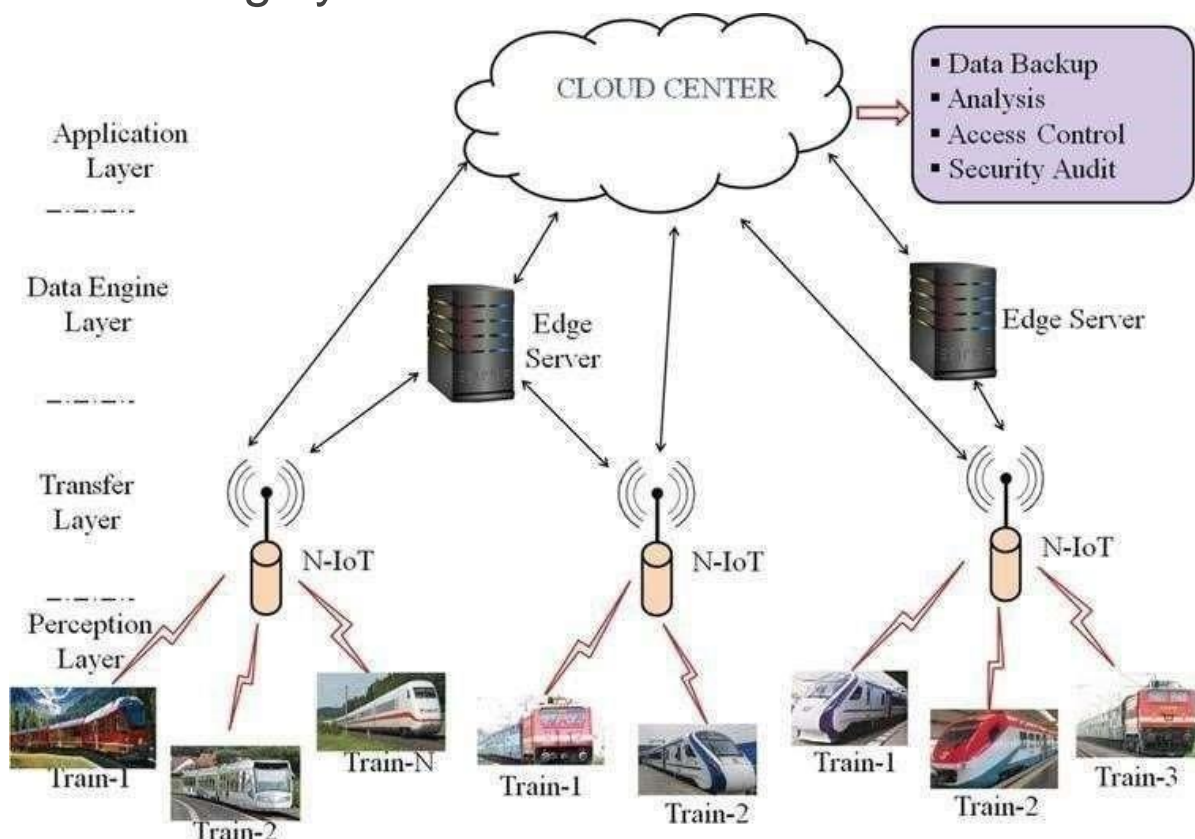 CLOUD CENTER
▪ Data Backup
▪ Analysis
▪ Access Control
▪ Security Audit
Application
Layer
Data Engine
Layer
Edge
Server
Edge Server
Transfer
Layer
N-IoT
N-IoT
N-IoT
Perception
Layer
Train-1
Train-2
Train-N
Train-1
Train-2
Train-1
Train-2
Train-3